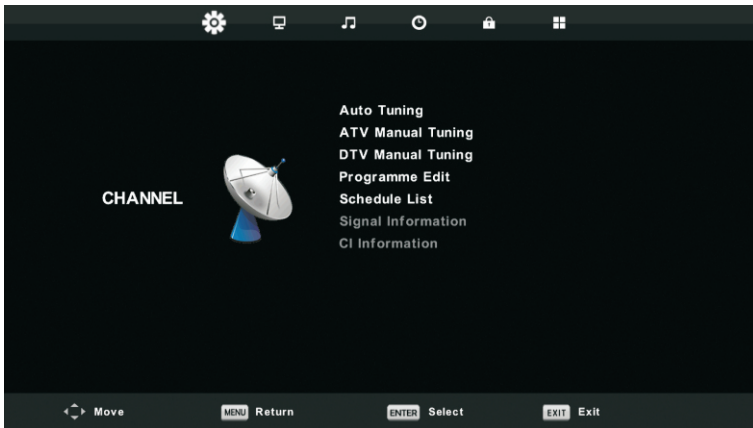 Auto Tuning
ATV Manual Tuning
DTV Manual Tuning
Programme Edit
CHANNEL
Schedule List
Signal Information
CI Information
Move
MENU Return
ENTER Select
EXIT Exit